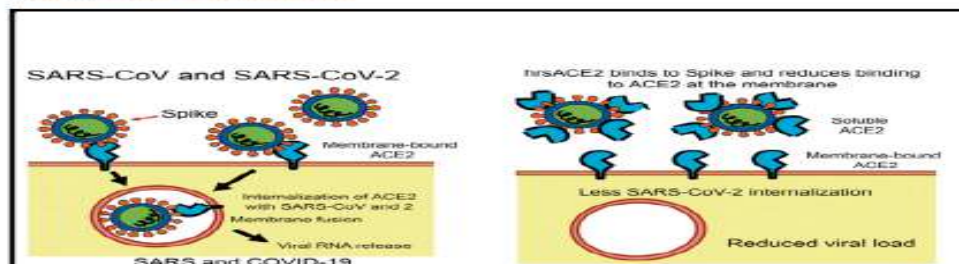 SARS-CoV and SARS-CoV-2
Spike
Membrane-bound
ACE2
Internalization of ACE2
with SARS-CoV and 2
Membrane fusion
Viral RNA release
SARS and COVID-19
hrsACE2 binds to Spike and reduces binding
to ACE2 at the membrane
Soluble
ACE2
Membrane-bound
ACE2
Less SARS-CoV-2 internalization
Reduced viral load